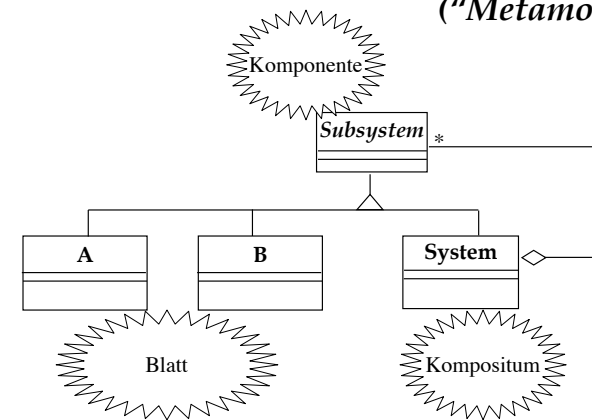 ("Metamo
Komponente
Subsystem
*
A
B
System
Blatt
Kompositum